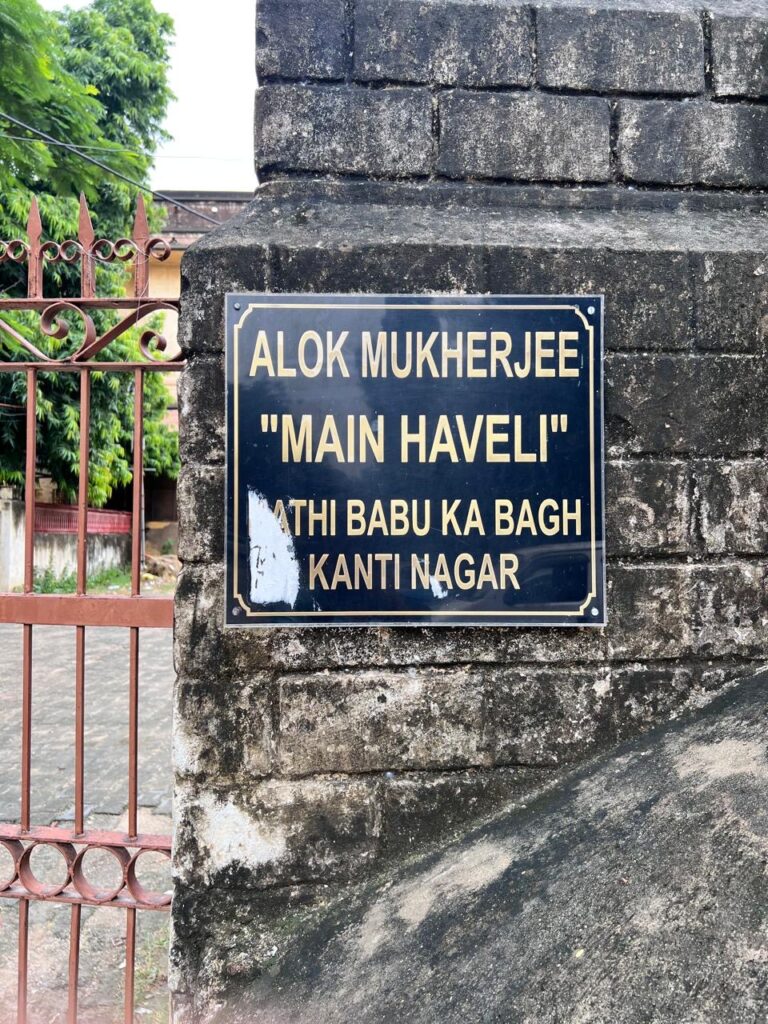 ALOK MUKHERJEE
"MAIN HAVELI"
BABU KA BAGH
KANTI NAGAR